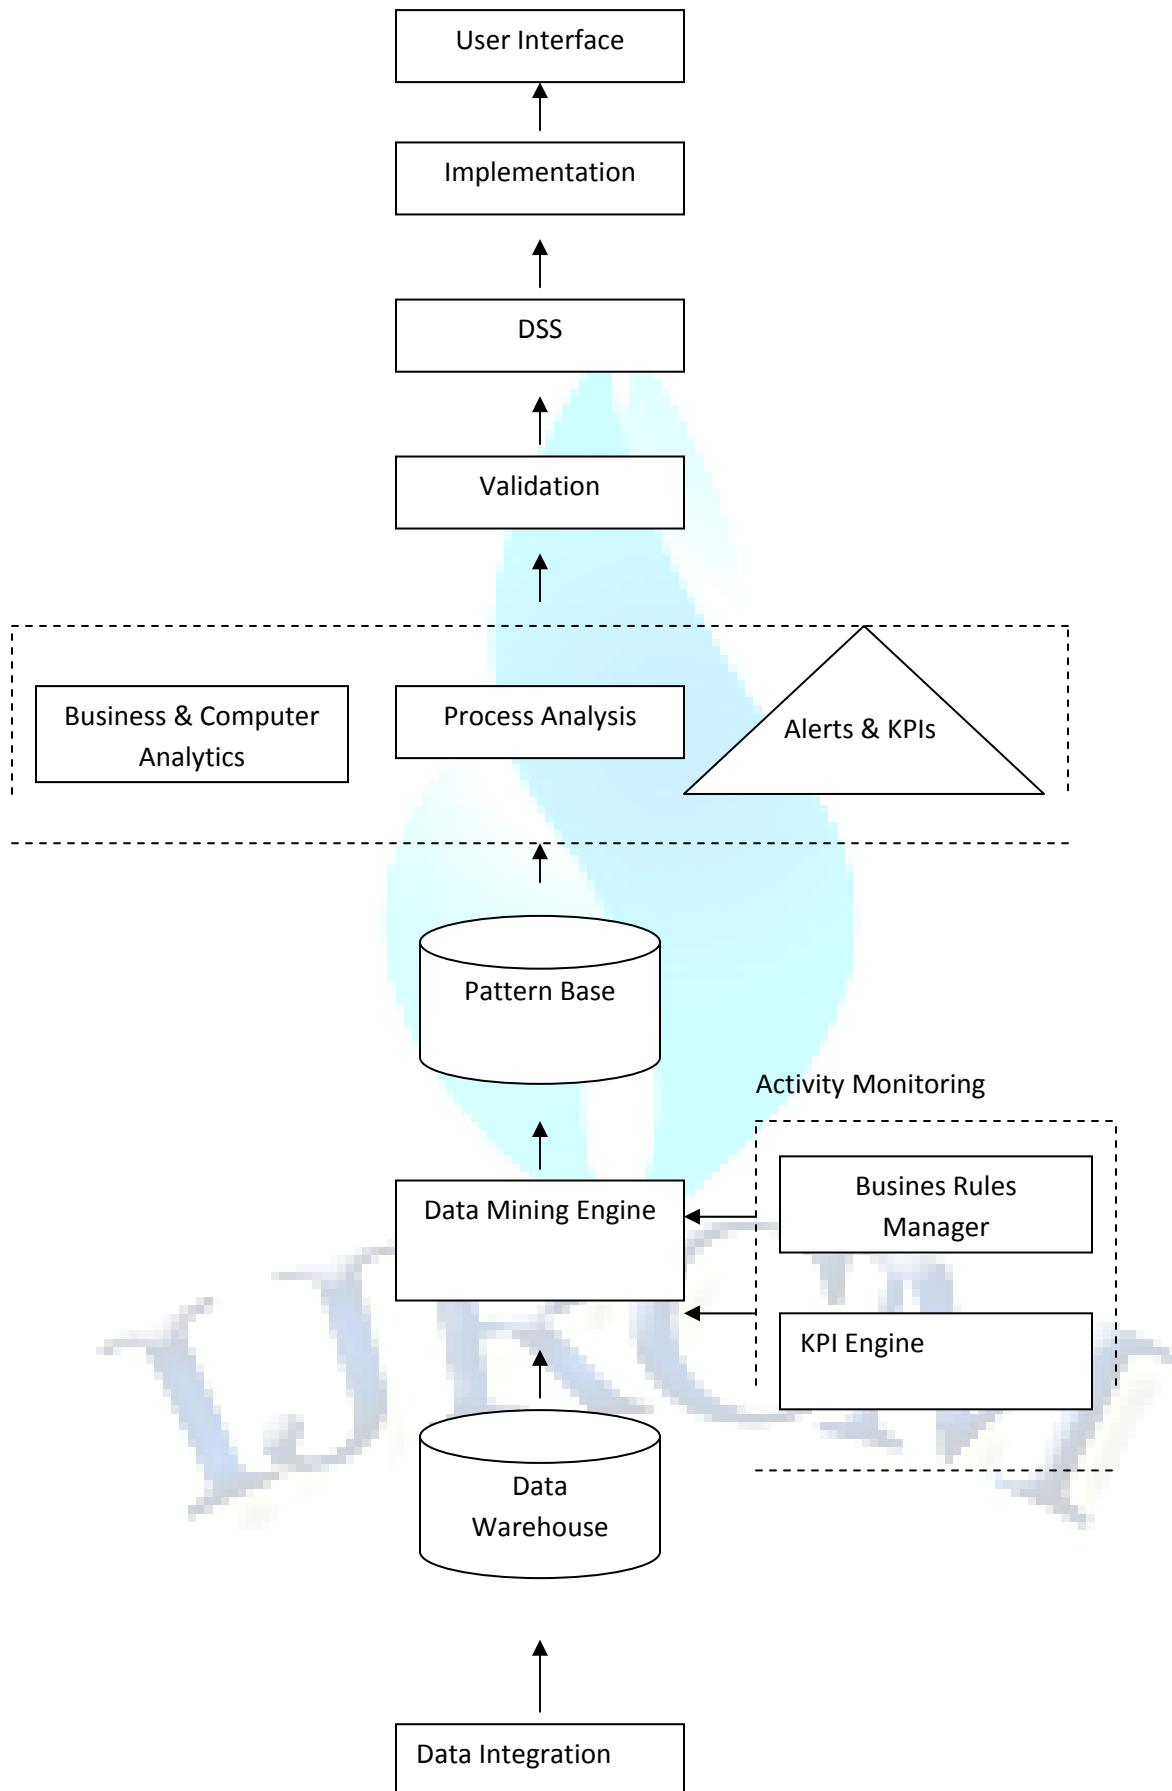 User Interface
Implementation
DSS
Validation
Business & Computer
Analytics
Process Analysis
Alerts & KPIs
Pattern Base
Activity Monitoring
Data Mining Engine
Busines Rules
Manager
KPI Engine
Data
Warehouse
Data Integration
IJRCM